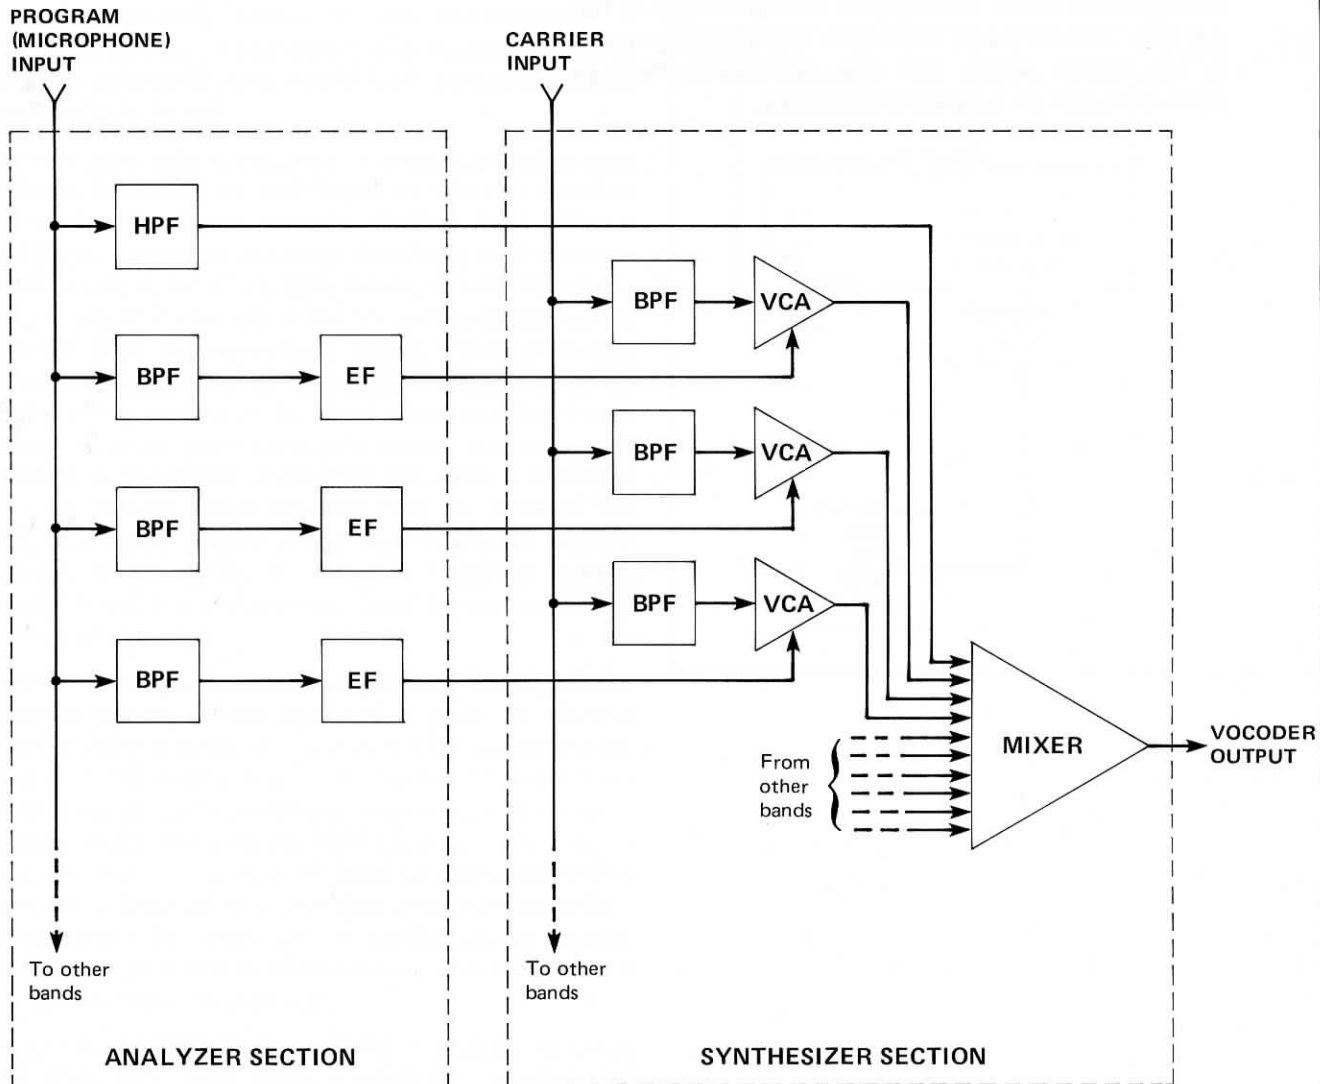 PROGRAM
(MICROPHONE)
INPUT
CARRIER
INPUT
HPF
BPF
VCA
BPF
EF
BPF
VCA
BPF
EF
BPF
VCA
BPF
EF
MIXER
VOCODER
OUTPUT
From
other
bands
To other
bands
To other
bands
ANALYZER SECTION
SYNTHESIZER SECTION